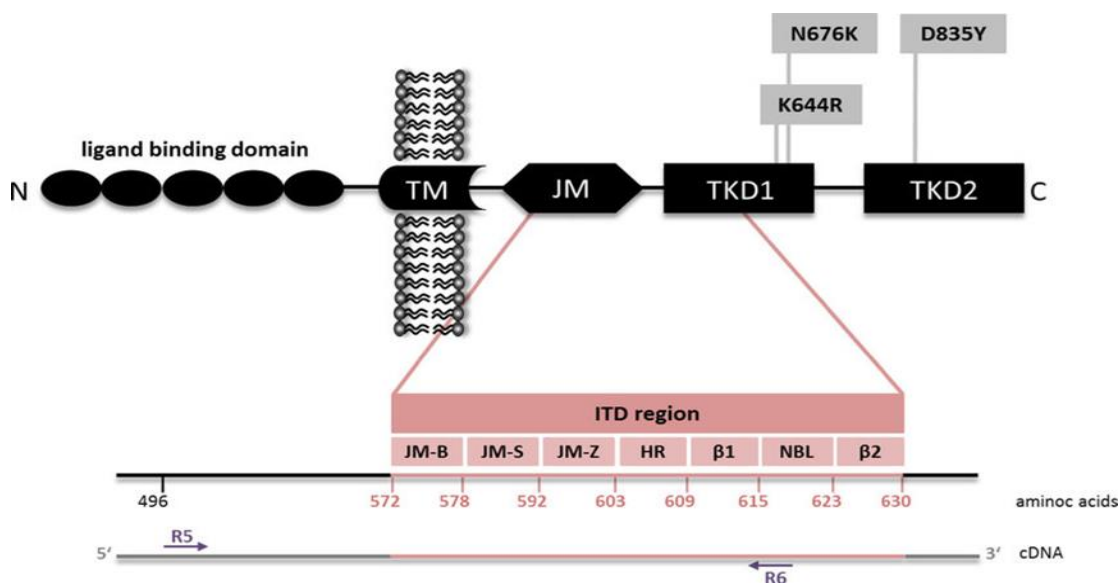 N676K D835Y
K644R
ligand binding domain
N TM JM TKD1 TKD2 C
ITD region
JM-B JM-S JM-Z HR β1 NBL β2
496 572 578 592 603 609 615 623 630 aminoc acids
R5
5‘ 3‘ cDNA
R6